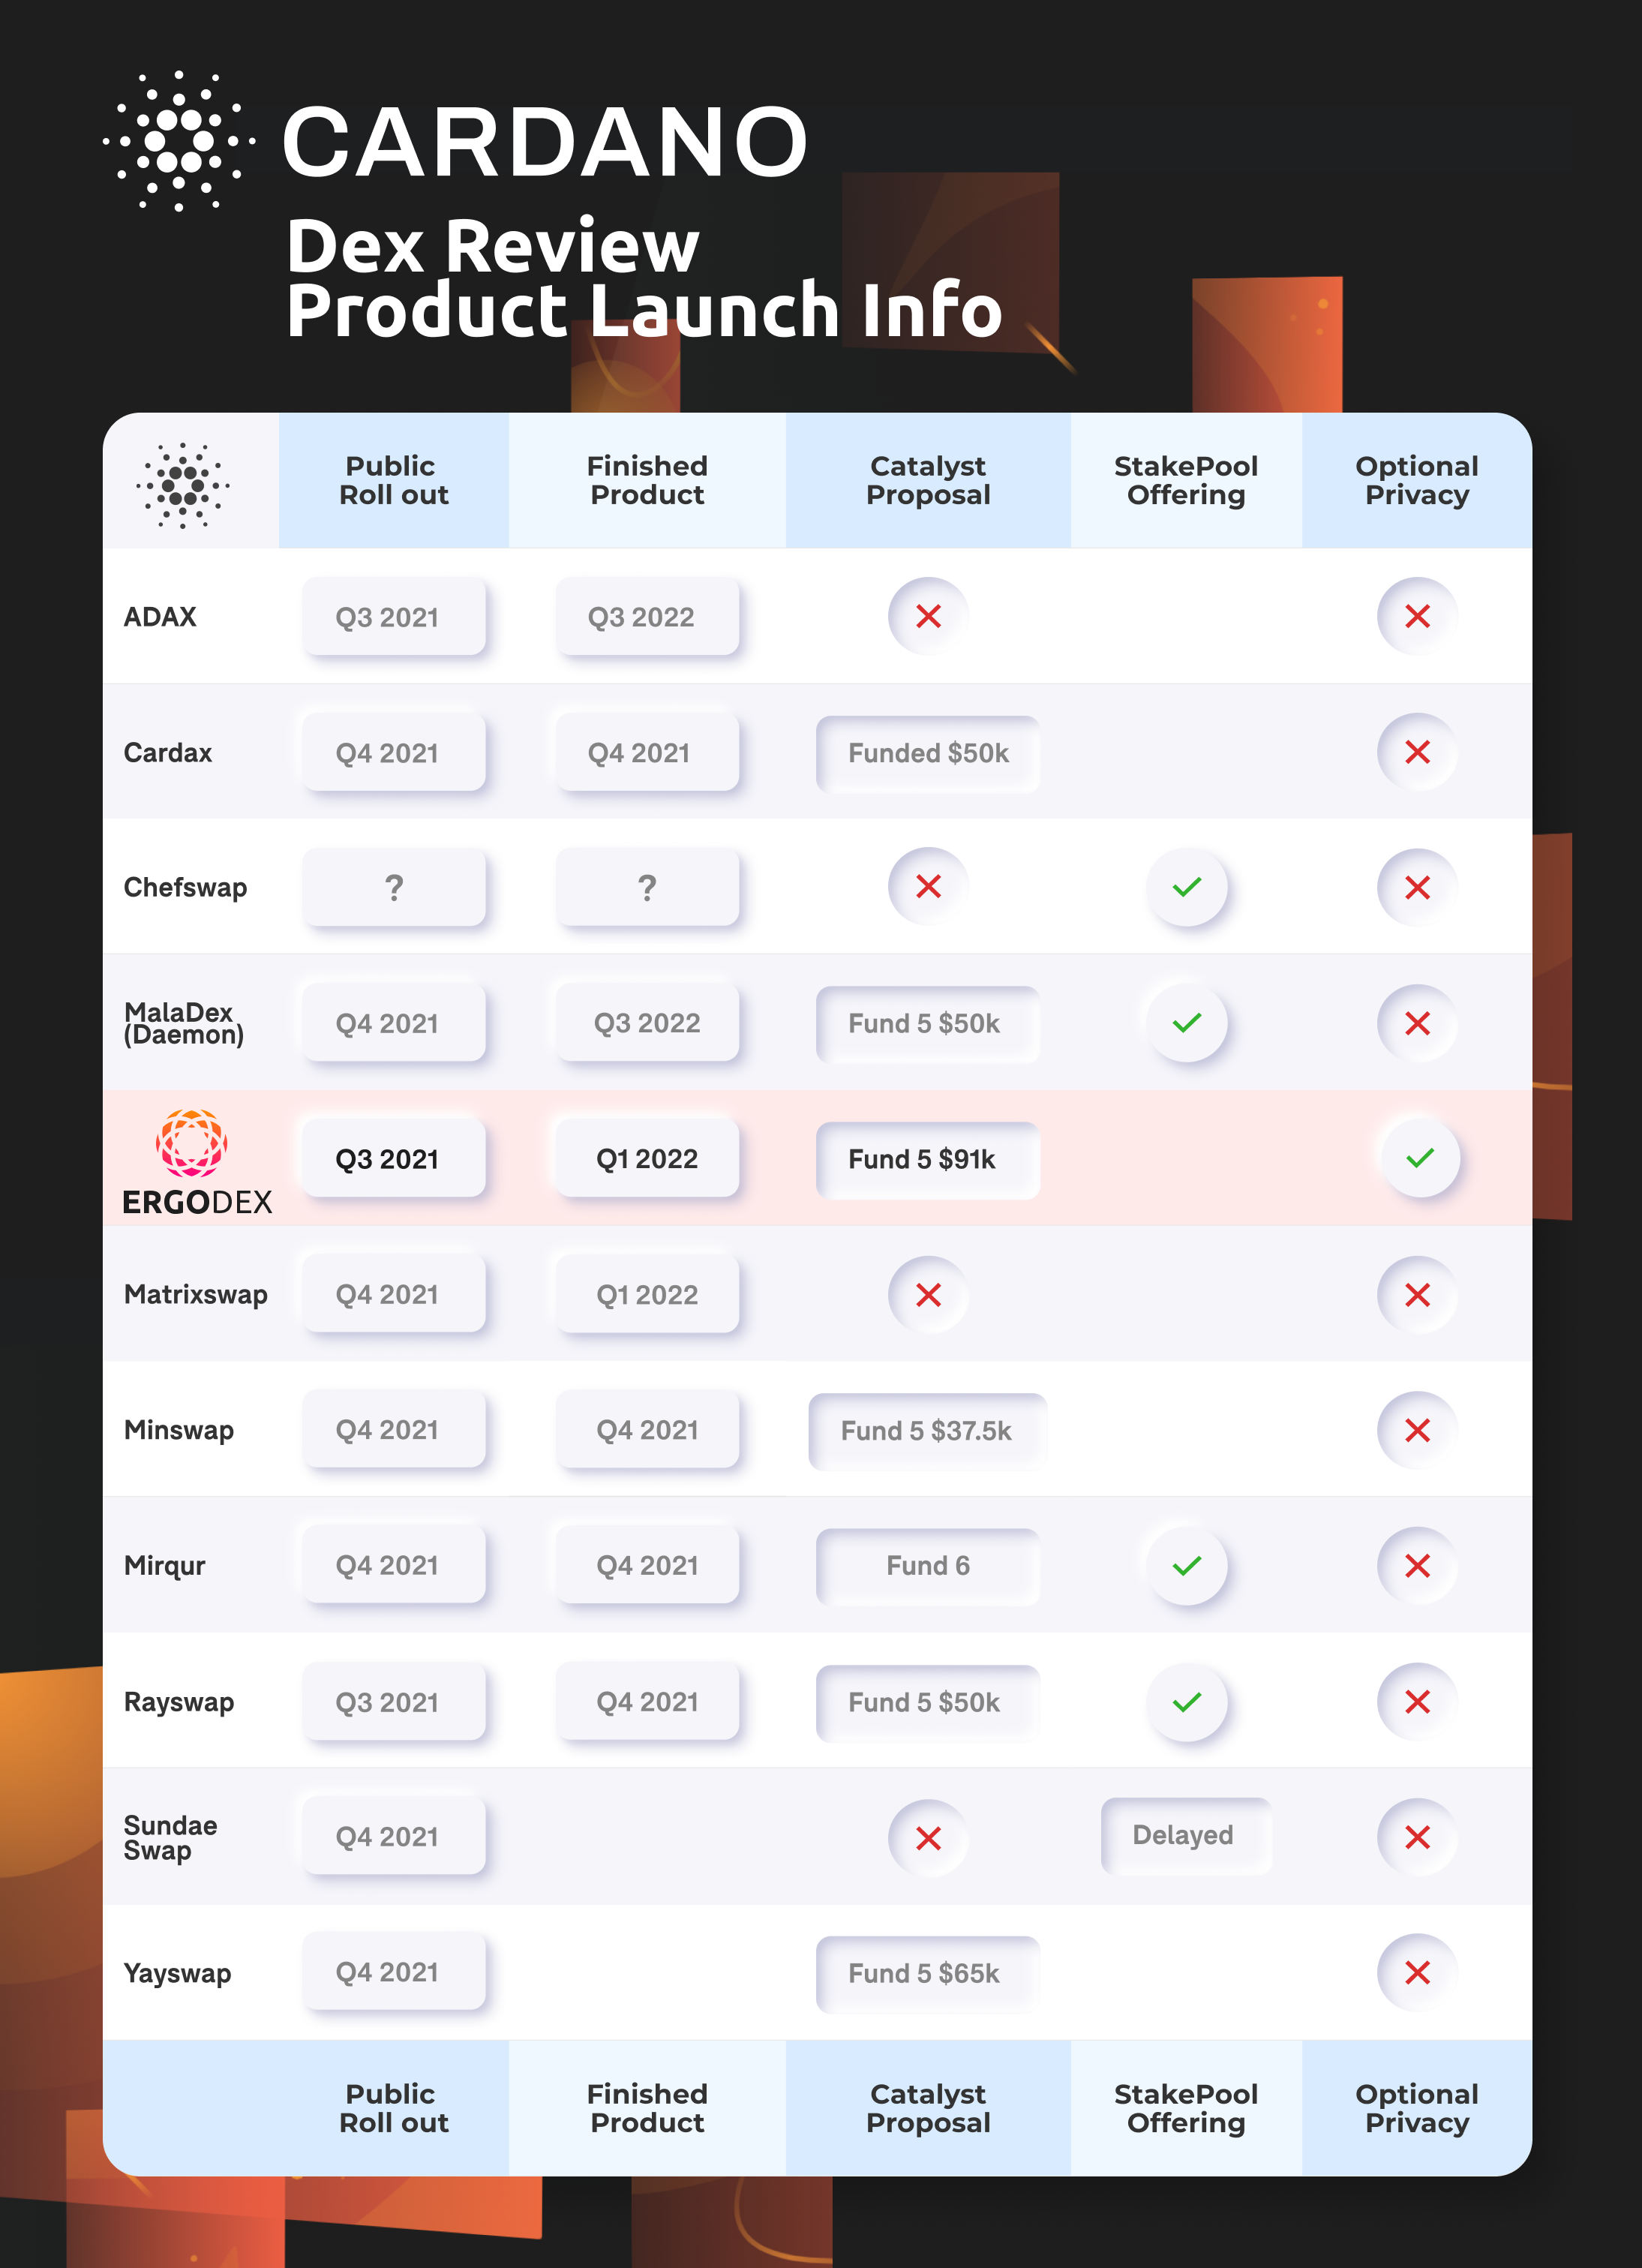 CARDANO
Dex Review
Product Launch Info
Public
Roll out
Finished
Product
Catalyst
Proposal
StakePool
Offering
Optional
Privacy
ADAX
Q3 2021
Q3 2022
Cardax
Q4 2021
Q4 2021
Funded $50k
Chefswap
?
?
MalaDex
(Daemon)
Q4 2021
Q3 2022
Fund 5 $50k
ERGODEX
Q3 2021
Q1 2022
Fund 5 $91k
Matrixswap
Q4 2021
Q1 2022
Minswap
Q4 2021
Q4 2021
Fund 5 $37.5k
Mirqur
Q4 2021
Q4 2021
Fund 6
Rayswap
Q3 2021
Q4 2021
Fund 5 $50k
Sundae
Swap
Q4 2021
Delayed
Yayswap
Q4 2021
Fund 5 $65k
Public
Roll out
Finished
Product
Catalyst
Proposal
StakePool
Offering
Optional
Privacy